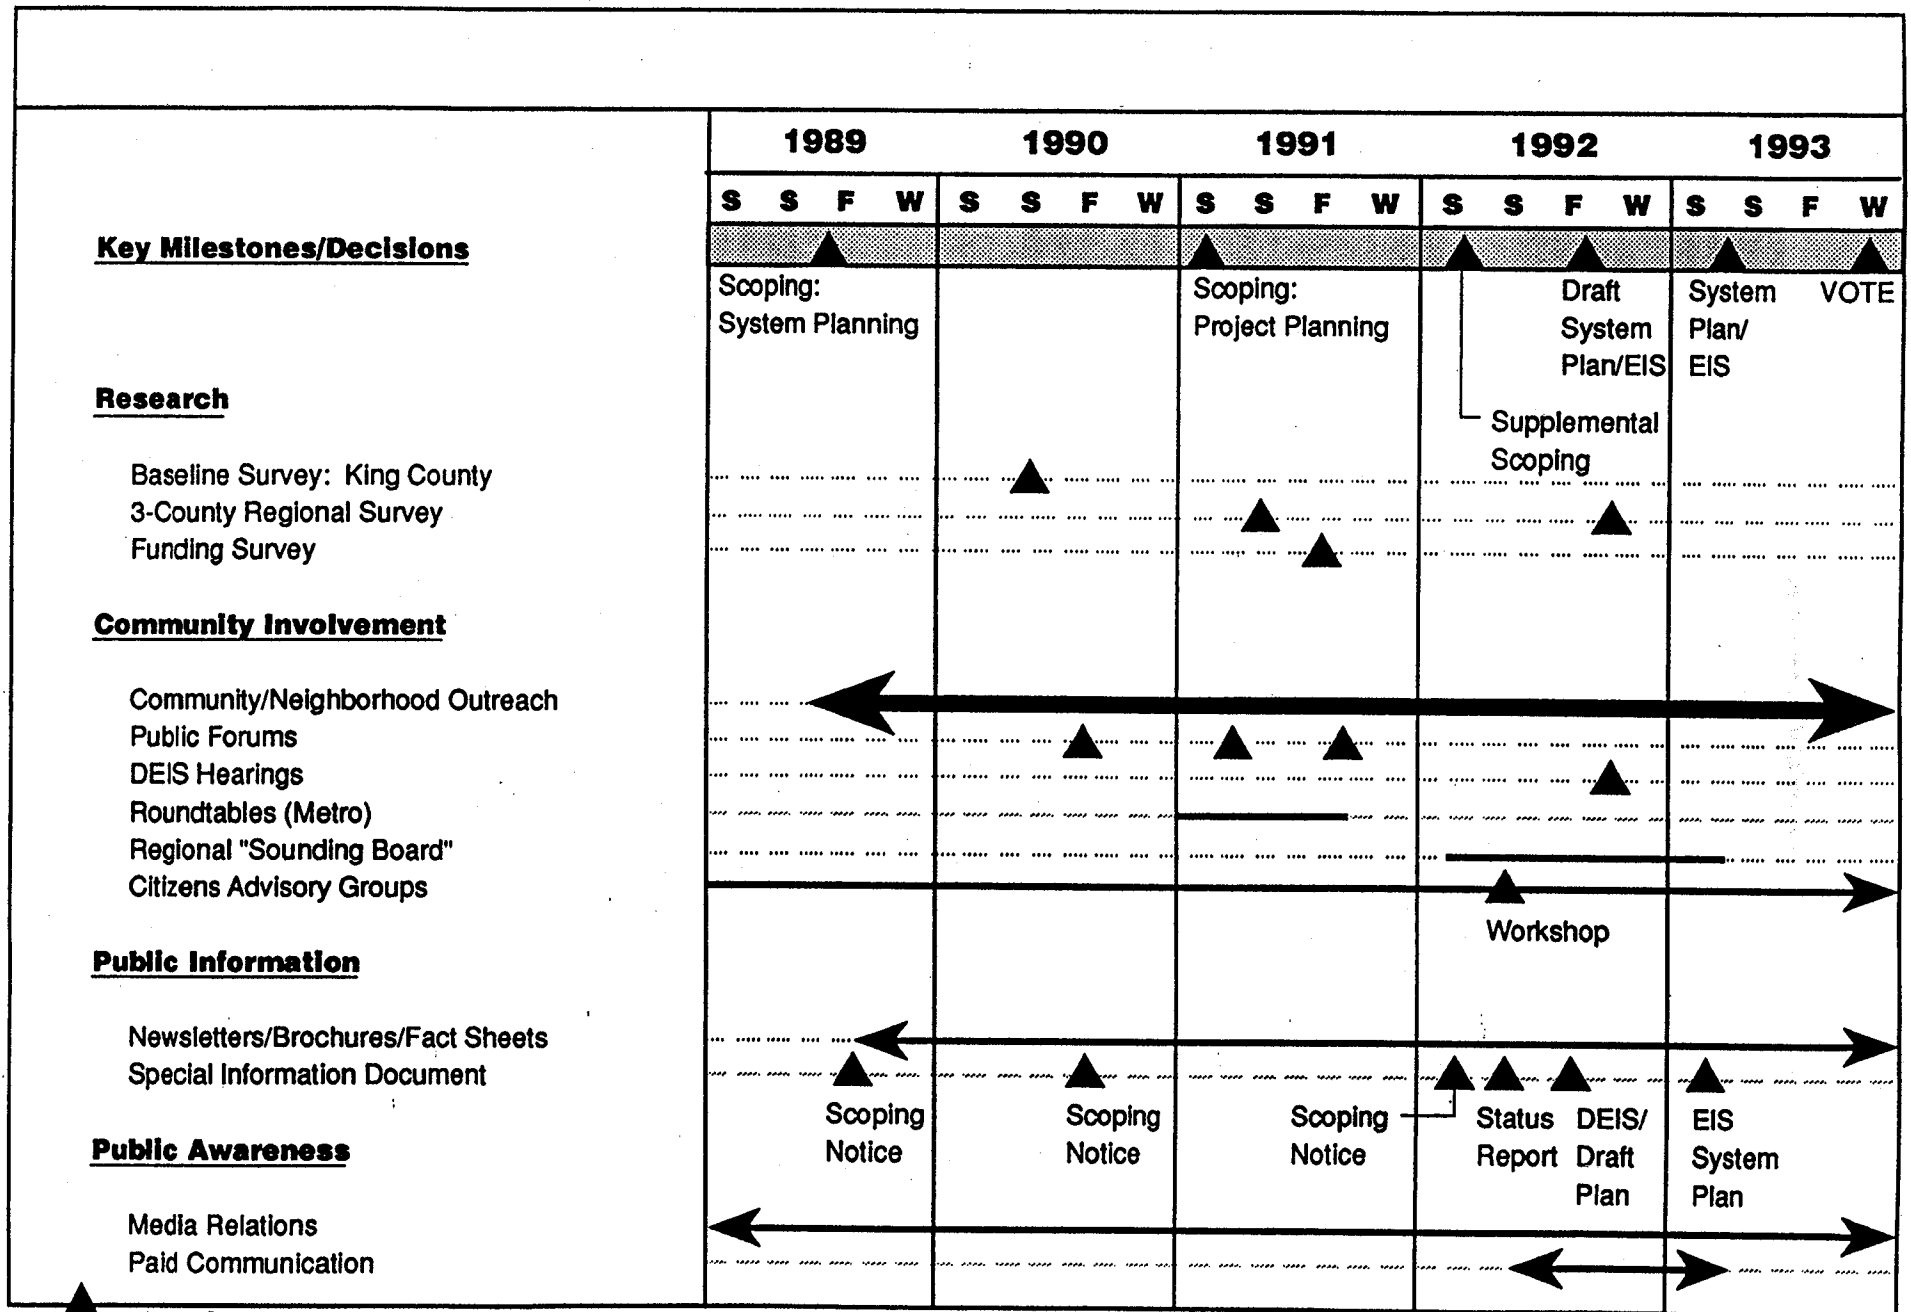 1989 1990 1991 1992 1993
S S F W S S F W S S F W S S F W S S F W
Key Milestones/Decisions
Scoping:
System Planning
Scoping:
Project Planning
Draft
System
Plan/EIS
System
Plan/
EIS
VOTE
Supplemental
Scoping
Research
Baseline Survey: King County
3-County Regional Survey
Funding Survey
Community Involvement
Community/Neighborhood Outreach
Public Forums
DEIS Hearings
Roundtables (Metro)
Regional "Sounding Board"
Citizens Advisory Groups
Workshop
Public Information
Newsletters/Brochures/Fact Sheets
Special Information Document
Scoping
Notice
Scoping
Notice
Scoping
Notice
Status
Report
DEIS/
Draft
Plan
EIS
System
Plan
Public Awareness
Media Relations
Paid Communication